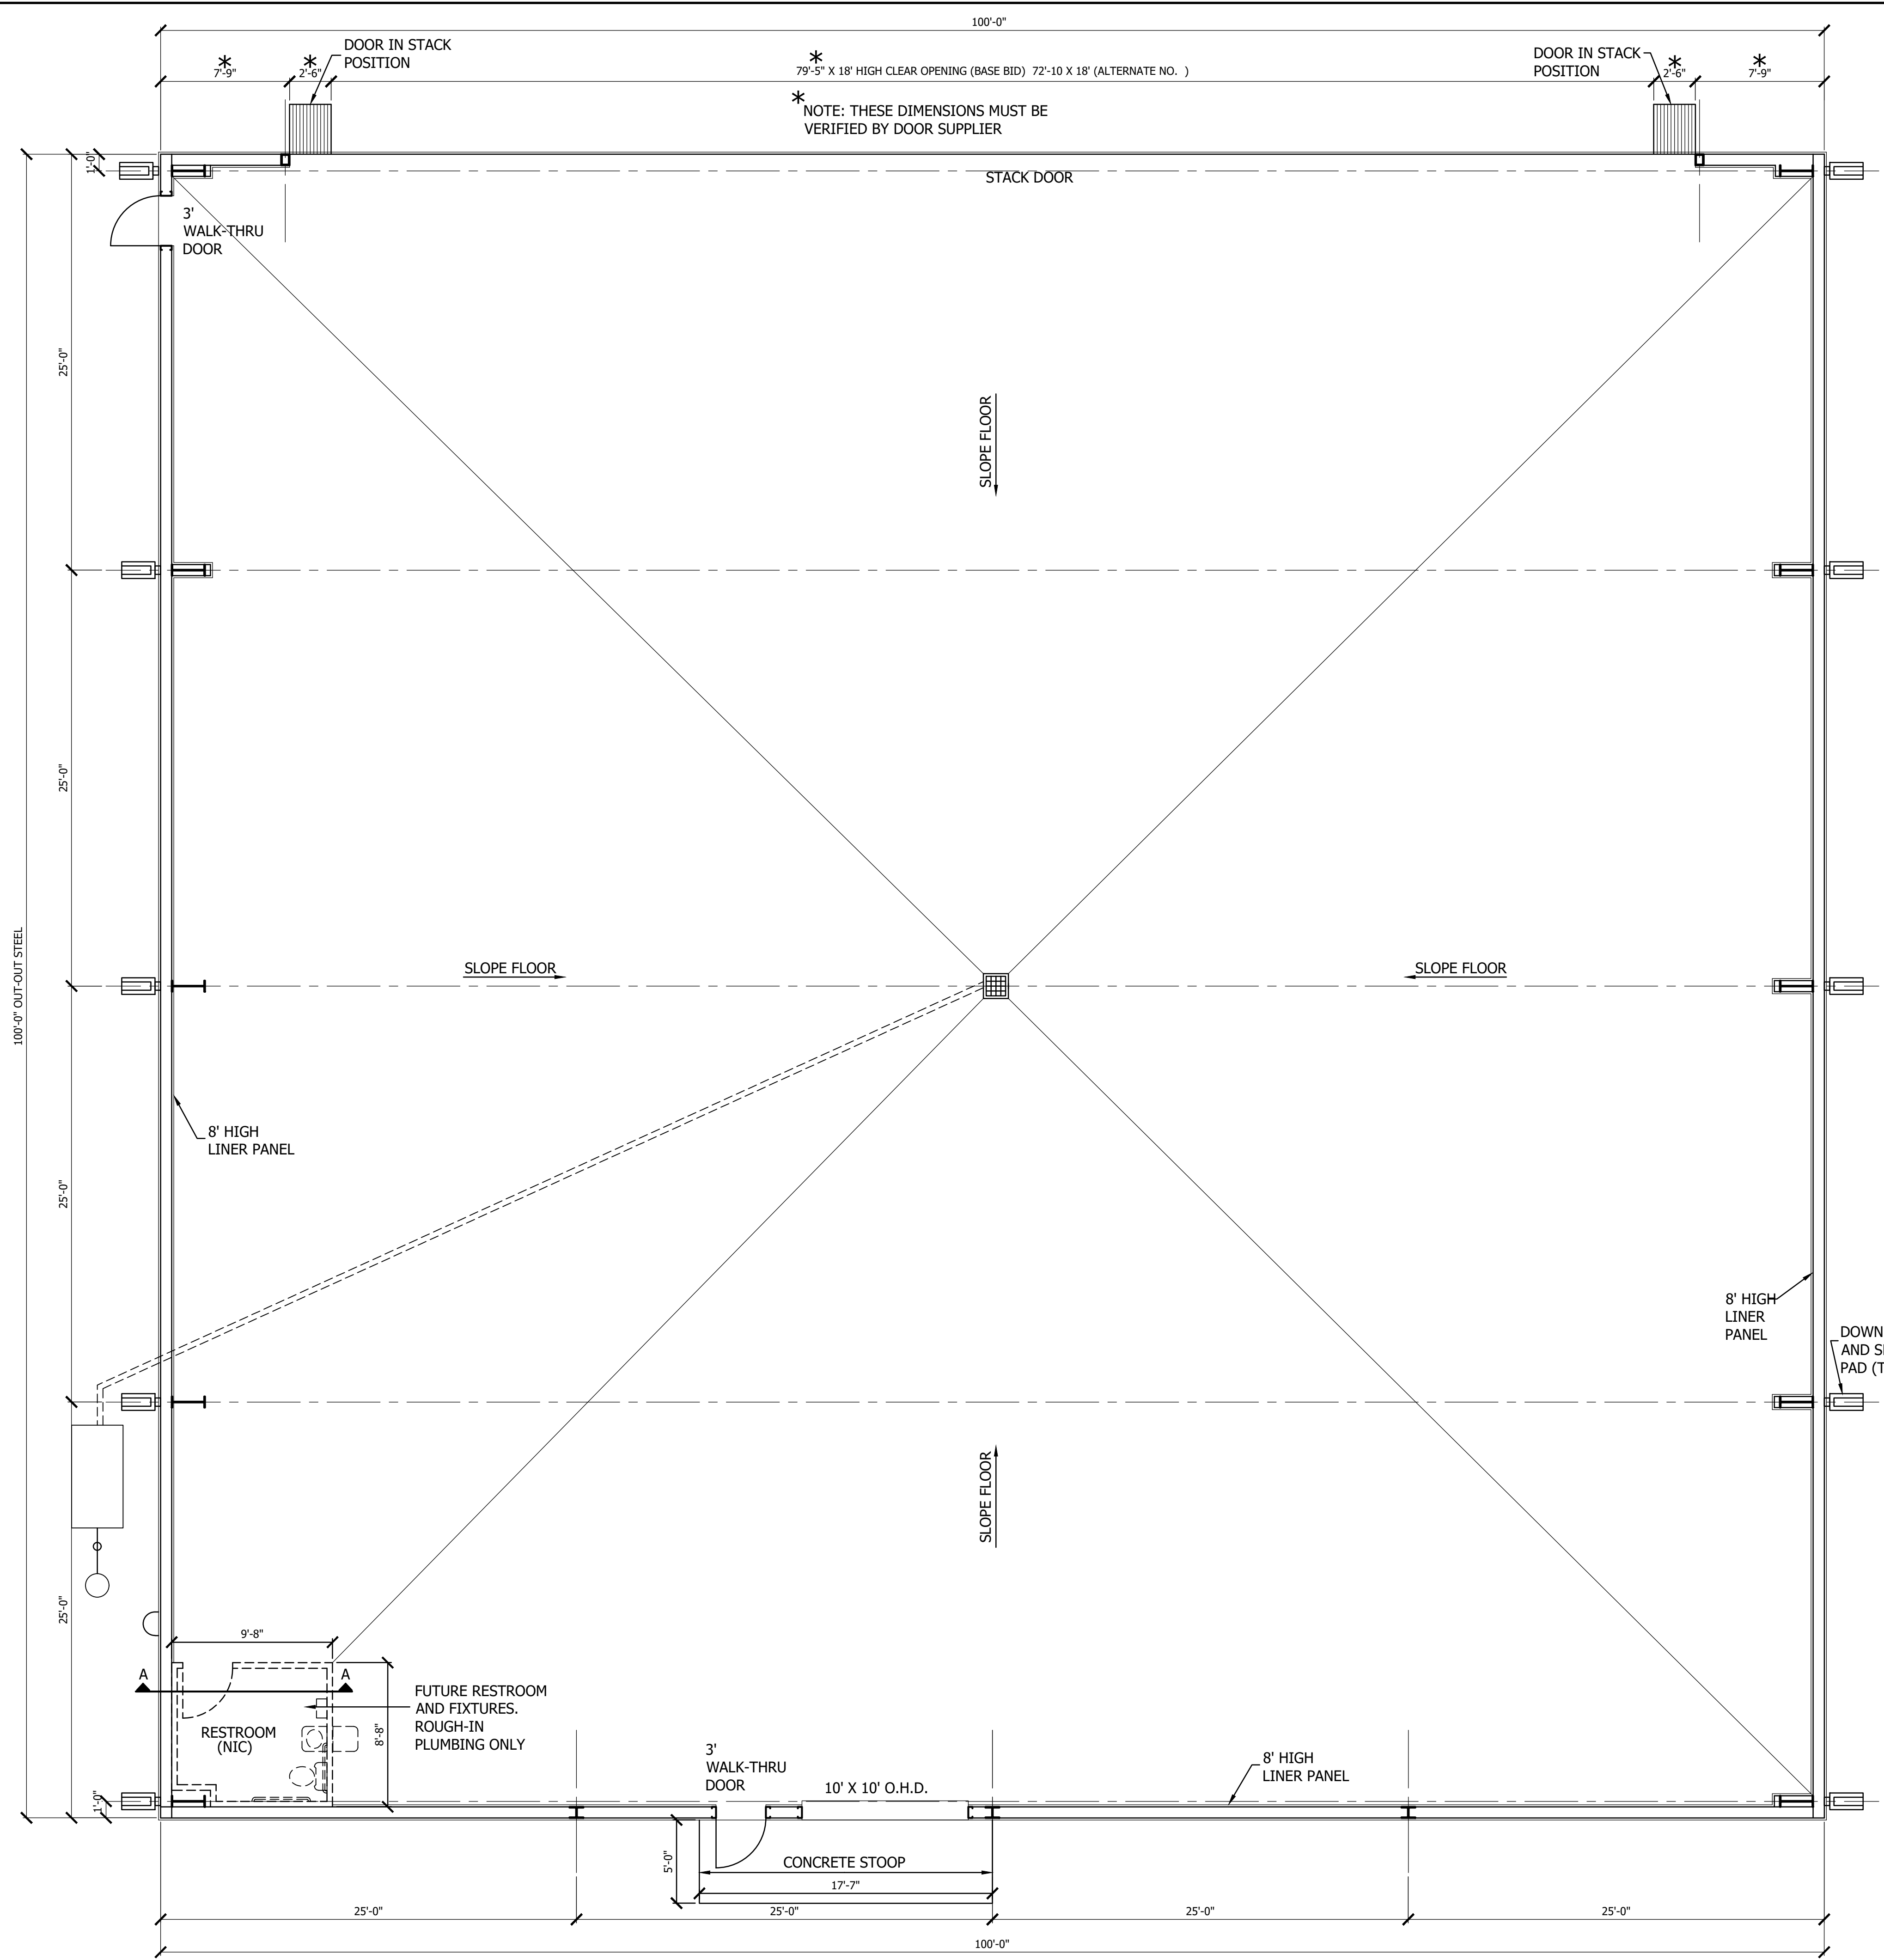 100'-0"
DOOR IN STACK
POSITION
DOOR IN STACK
POSITION
*
7'-9"
*
2'-6"
*
79'-5" X 18' HIGH CLEAR OPENING (BASE BID)  72'-10 X 18' (ALTERNATE NO.  )
*
2'-6"
*
7'-9"
*
NOTE: THESE DIMENSIONS MUST BE
VERIFIED BY DOOR SUPPLIER
1'-0"
STACK DOOR
3'
WALK-THRU
DOOR
25'-0"
SLOPE FLOOR
25'-0"
100'-0" OUT-OUT STEEL
SLOPE FLOOR
SLOPE FLOOR
8' HIGH
LINER PANEL
25'-0"
8' HIGH
LINER
PANEL
DOWN
AND S
PAD (T
SLOPE FLOOR
25'-0"
9'-8"
A
A
FUTURE RESTROOM
AND FIXTURES.
ROUGH-IN
PLUMBING ONLY
RESTROOM
(NIC)
8'-8"
1'-0"
3'
WALK-THRU
DOOR
10' X 10' O.H.D.
8' HIGH
LINER PANEL
5'-0"
CONCRETE STOOP
17'-7"
25'-0"
25'-0"
25'-0"
25'-0"
100'-0"